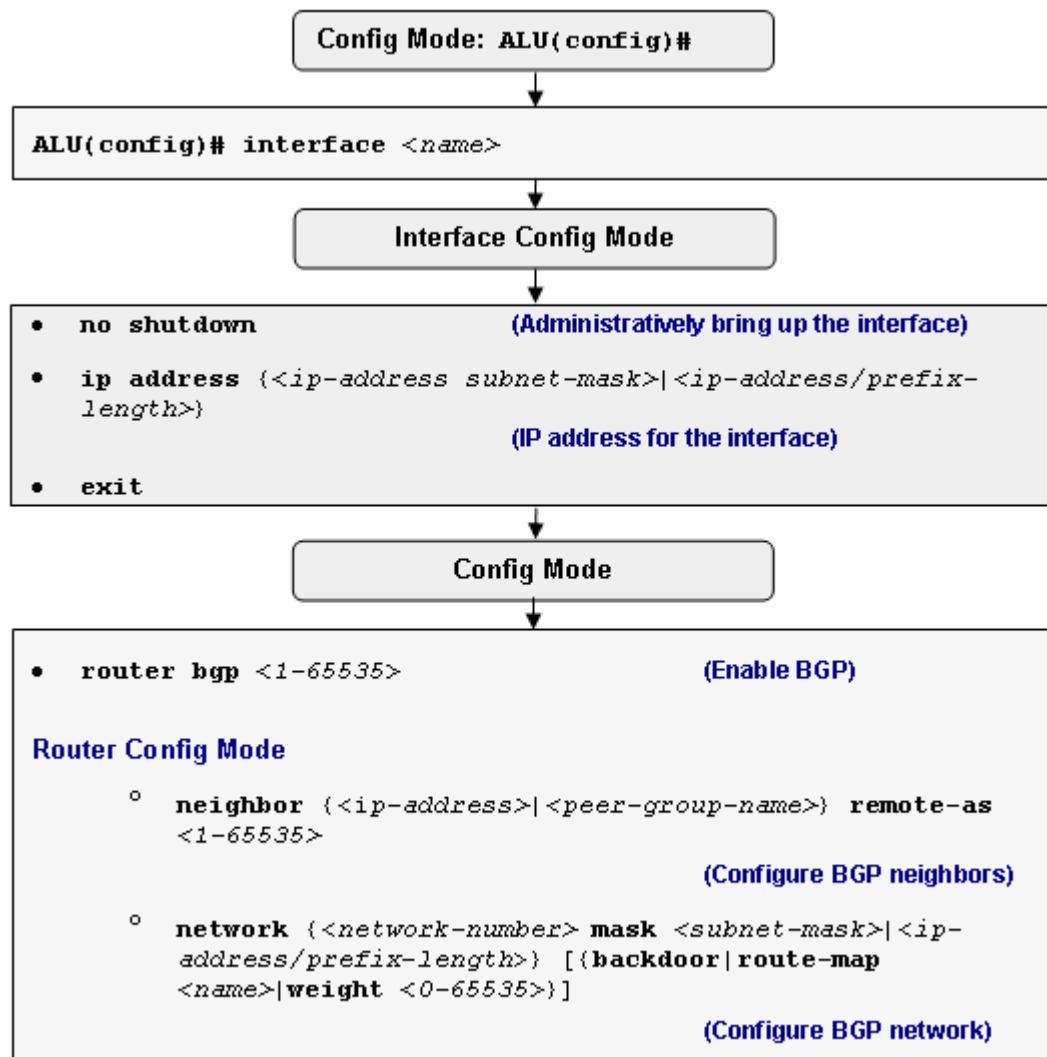 Config Mode: ALU(config)#
ALU(config)# interface <name>
Interface Config Mode
• no shutdown (Administratively bring up the interface)
• ip address {<ip-address subnet-mask>|<ip-address/prefix-
length>}
(IP address for the interface)
• exit
Config Mode
• router bgp <1-65535> (Enable BGP)
Router Config Mode
○ neighbor {<ip-address>|<peer-group-name>} remote-as
<1-65535>
(Configure BGP neighbors)
○ network {<network-number> mask <subnet-mask>|<ip-
address/prefix-length>} [{backdoor|route-map
<name>|weight <0-65535>}]
(Configure BGP network)